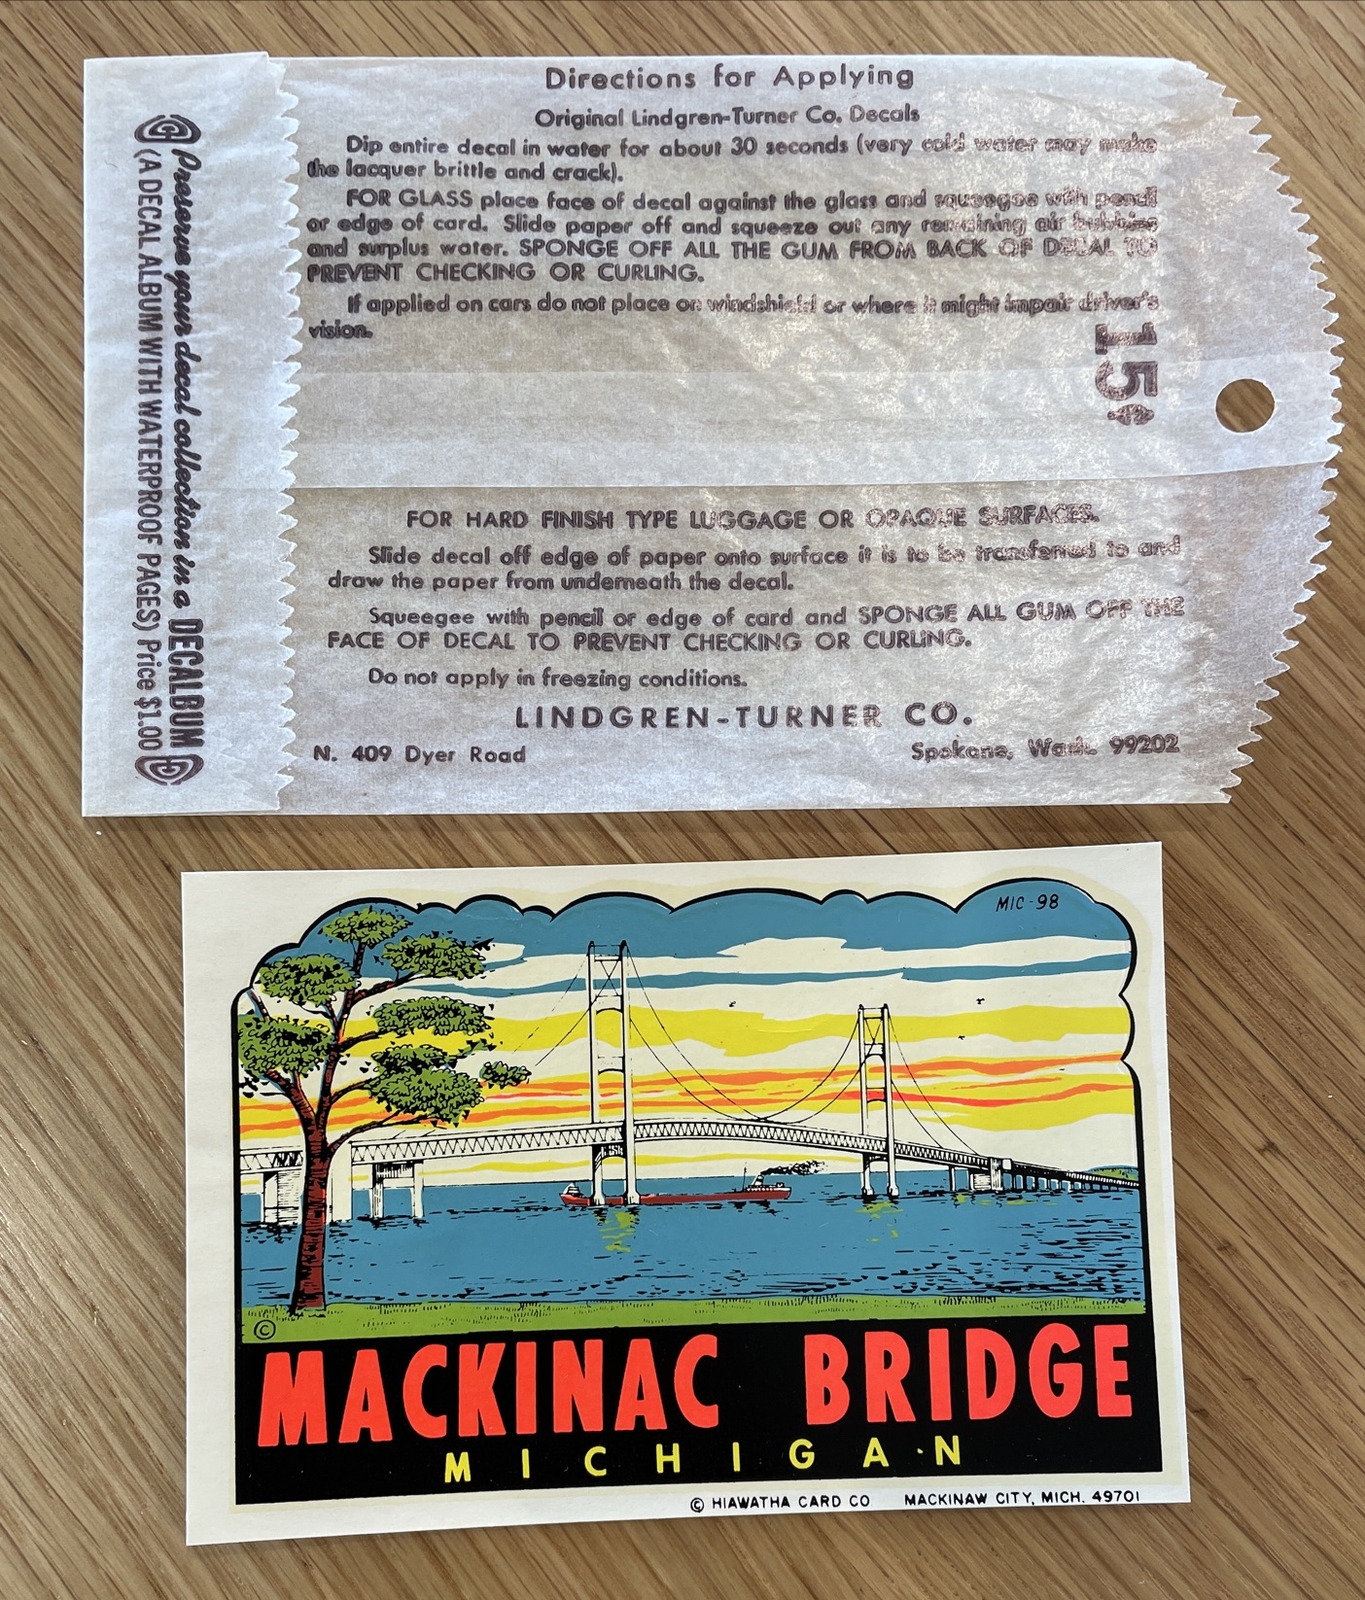 Directions for Applying
Original Lindgren-Turner Co. Decals
Dip entire decal in water for about 30 seconds (very cold water may make
the lacquer brittle and crack).
FOR GLASS place face of decal against the glass and squeegee with pencil
or edge of card. Slide paper off and squeeze out any remaining air bubbles
and surplus water. SPONGE OFF ALL THE GUM FROM BACK OF DECAL TO
PREVENT CHECKING OR CURLING.
If applied on cars do not place on windshield or where it might impair driver's
vision.
15¢
FOR HARD FINISH TYPE LUGGAGE OR OPAQUE SURFACES.
Slide decal off edge of paper onto surface it is to be transferred to and
draw the paper from underneath the decal.
Squeegee with pencil or edge of card and SPONGE ALL GUM OFF THE
FACE OF DECAL TO PREVENT CHECKING OR CURLING.
Do not apply in freezing conditions.
LINDGREN-TURNER CO.
N. 409 Dyer Road Spokane, Wash. 99202
Preserve your decal collection in a DECALBUM
(A DECAL ALBUM WITH WATERPROOF PAGES) Price $1.00
MIC-98
©
MACKINAC BRIDGE
MICHIGAN
© HIAWATHA CARD CO MACKINAW CITY, MICH. 49701